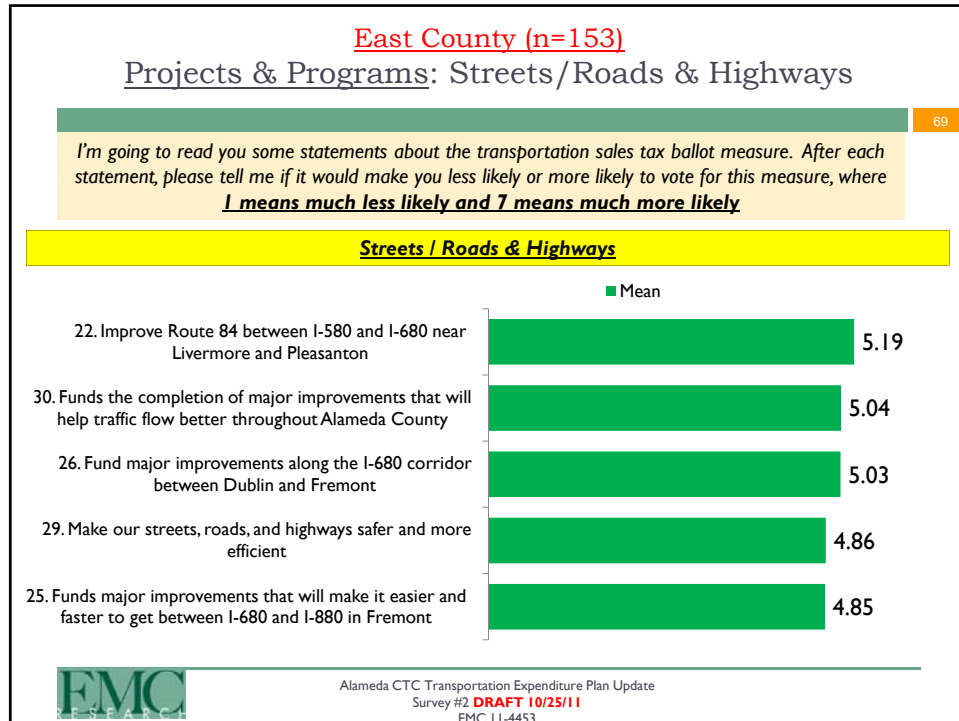 East County (n=153)
Projects & Programs: Streets/Roads & Highways
69
I'm going to read you some statements about the transportation sales tax ballot measure. After each
statement, please tell me if it would make you less likely or more likely to vote for this measure, where
1 means much less likely and 7 means much more likely
Streets / Roads & Highways
Mean
22. Improve Route 84 between I-580 and I-680 near
Livermore and Pleasanton
5.19
30. Funds the completion of major improvements that will
help traffic flow better throughout Alameda County
5.04
26. Fund major improvements along the I-680 corridor
between Dublin and Fremont
5.03
29. Make our streets, roads, and highways safer and more
efficient
4.86
25. Funds major improvements that will make it easier and
faster to get between I-680 and I-880 in Fremont
4.85
EMC
RESEARCH
Alameda CTC Transportation Expenditure Plan Update
Survey #2 DRAFT 10/25/11
EMC 11-4453